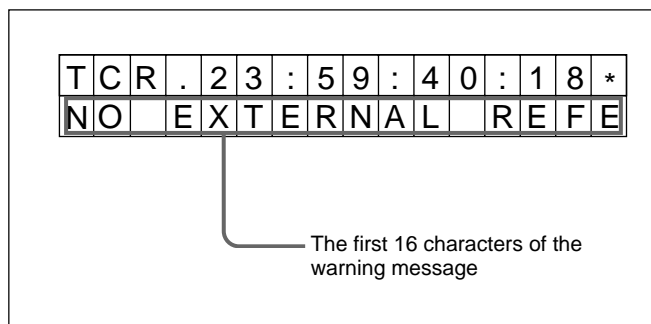 TCR.23:59:40:18*
NO EXTERNAL REFE
The first 16 characters of the
warning message